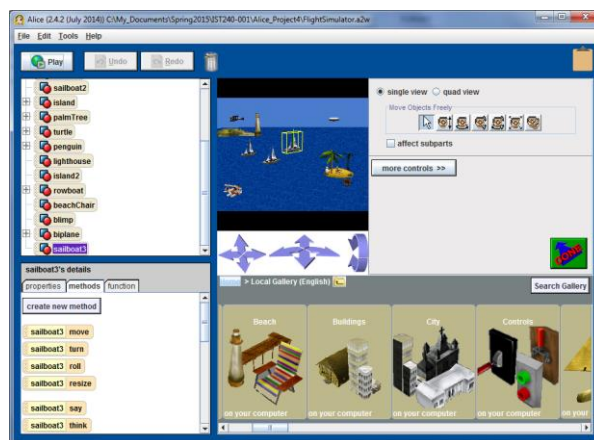 Alice (2.4.2 (July 2014)) C:\My_Documents\Spring2015\IST240-001\Alice_Project4\FlightSimulator.a2w
File Edit Tools Help
Play Undo Redo
sailboat2
island
palmTree
turtle
penguin
lighthouse
island2
rowboat
beachChair
blimp
biplane
sailboat3
single view quad view
Move Objects Freely
affect subparts
more controls >>
DONE
sailboat3's details
properties methods function
create new method
sailboat3 move
sailboat3 turn
sailboat3 roll
sailboat3 resize
sailboat3 say
sailboat3 think
> Local Gallery (English)
Search Gallery
Beach Buildings City Controls
on your computer on your computer on your computer on your computer on your